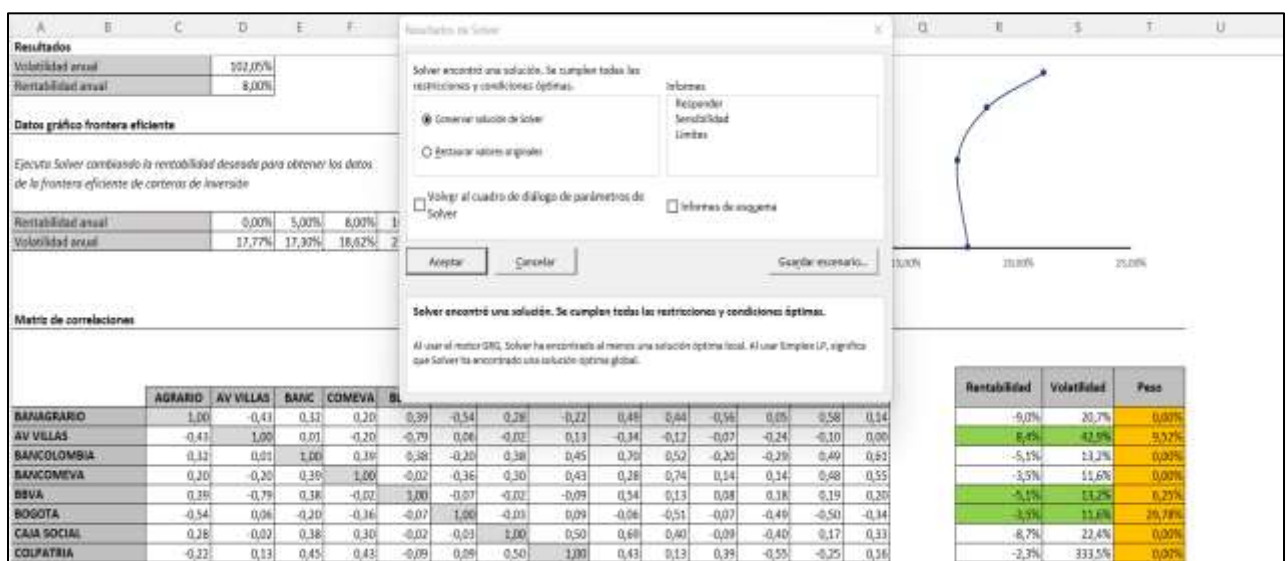 A B C D E F Q R S T U
Resultados de Solver
Resultados
Volatilidad anual 102,05%
Rentabilidad anual 8,00%
Datos gráfico frontera eficiente
Ejecuta Solver cambiando la rentabilidad deseada para obtener los datos
de la frontera eficiente de carteras de inversión
Rentabilidad anual 0,00% 5,00% 8,00%
Volatilidad anual 17,77% 17,30% 18,62%
Solver encontró una solución. Se cumplen todas las
restricciones y condiciones óptimas.
Informes
Responder
Sensibilidad
Límites
Conservar solución de Solver
Restaurar valores originales
Volver al cuadro de diálogo de parámetros de
Solver
Informes de esquema
Aceptar Cancelar Guardar escenario...
20,00% 25,00%
Solver encontró una solución. Se cumplen todas las restricciones y condiciones óptimas.
Al usar el motor GRG, Solver ha encontrado al menos una solución óptima local. Al usar Simplex LP, significa
que Solver ha encontrado una solución óptima global.
Matriz de correlaciones
AGRARIO AV VILLAS BANC COMEVA Rentabilidad Volatilidad Peso
BANAGRARIO 1,00 -0,43 0,32 0,20 0,39 -0,54 0,28 -0,22 0,49 0,44 -0,56 0,05 0,58 0,14 -9,0% 20,7% 0,00%
AV VILLAS -0,43 1,00 0,01 -0,20 -0,79 0,06 -0,02 0,13 -0,34 -0,12 -0,07 -0,24 -0,10 0,00 8,4% 42,9% 9,52%
BANCOLOMBIA 0,32 0,01 1,00 0,39 0,38 -0,20 0,38 0,45 0,70 0,52 -0,20 -0,29 0,49 0,61 -5,1% 13,2% 0,00%
BANCOMEVA 0,20 -0,20 0,39 1,00 -0,02 -0,36 0,30 0,43 0,28 0,74 0,14 0,14 0,48 0,55 -3,5% 11,6% 0,00%
BBVA 0,39 -0,79 0,38 -0,02 1,00 -0,07 -0,02 -0,09 0,54 0,13 0,08 0,18 0,19 0,20 -5,1% 13,2% 0,25%
BOGOTA -0,54 0,06 -0,20 -0,36 -0,07 1,00 -0,03 0,09 -0,06 -0,51 -0,07 -0,49 -0,50 -0,34 -3,5% 11,6% 29,78%
CAJA SOCIAL 0,28 -0,02 0,38 0,30 -0,02 -0,03 1,00 0,50 0,69 0,40 -0,09 -0,40 0,17 0,33 -8,7% 22,4% 0,00%
COLPATRIA -0,22 0,13 0,45 0,43 -0,09 0,09 0,50 1,00 0,43 0,13 0,39 -0,55 -0,25 0,16 -2,3% 333,5% 0,00%